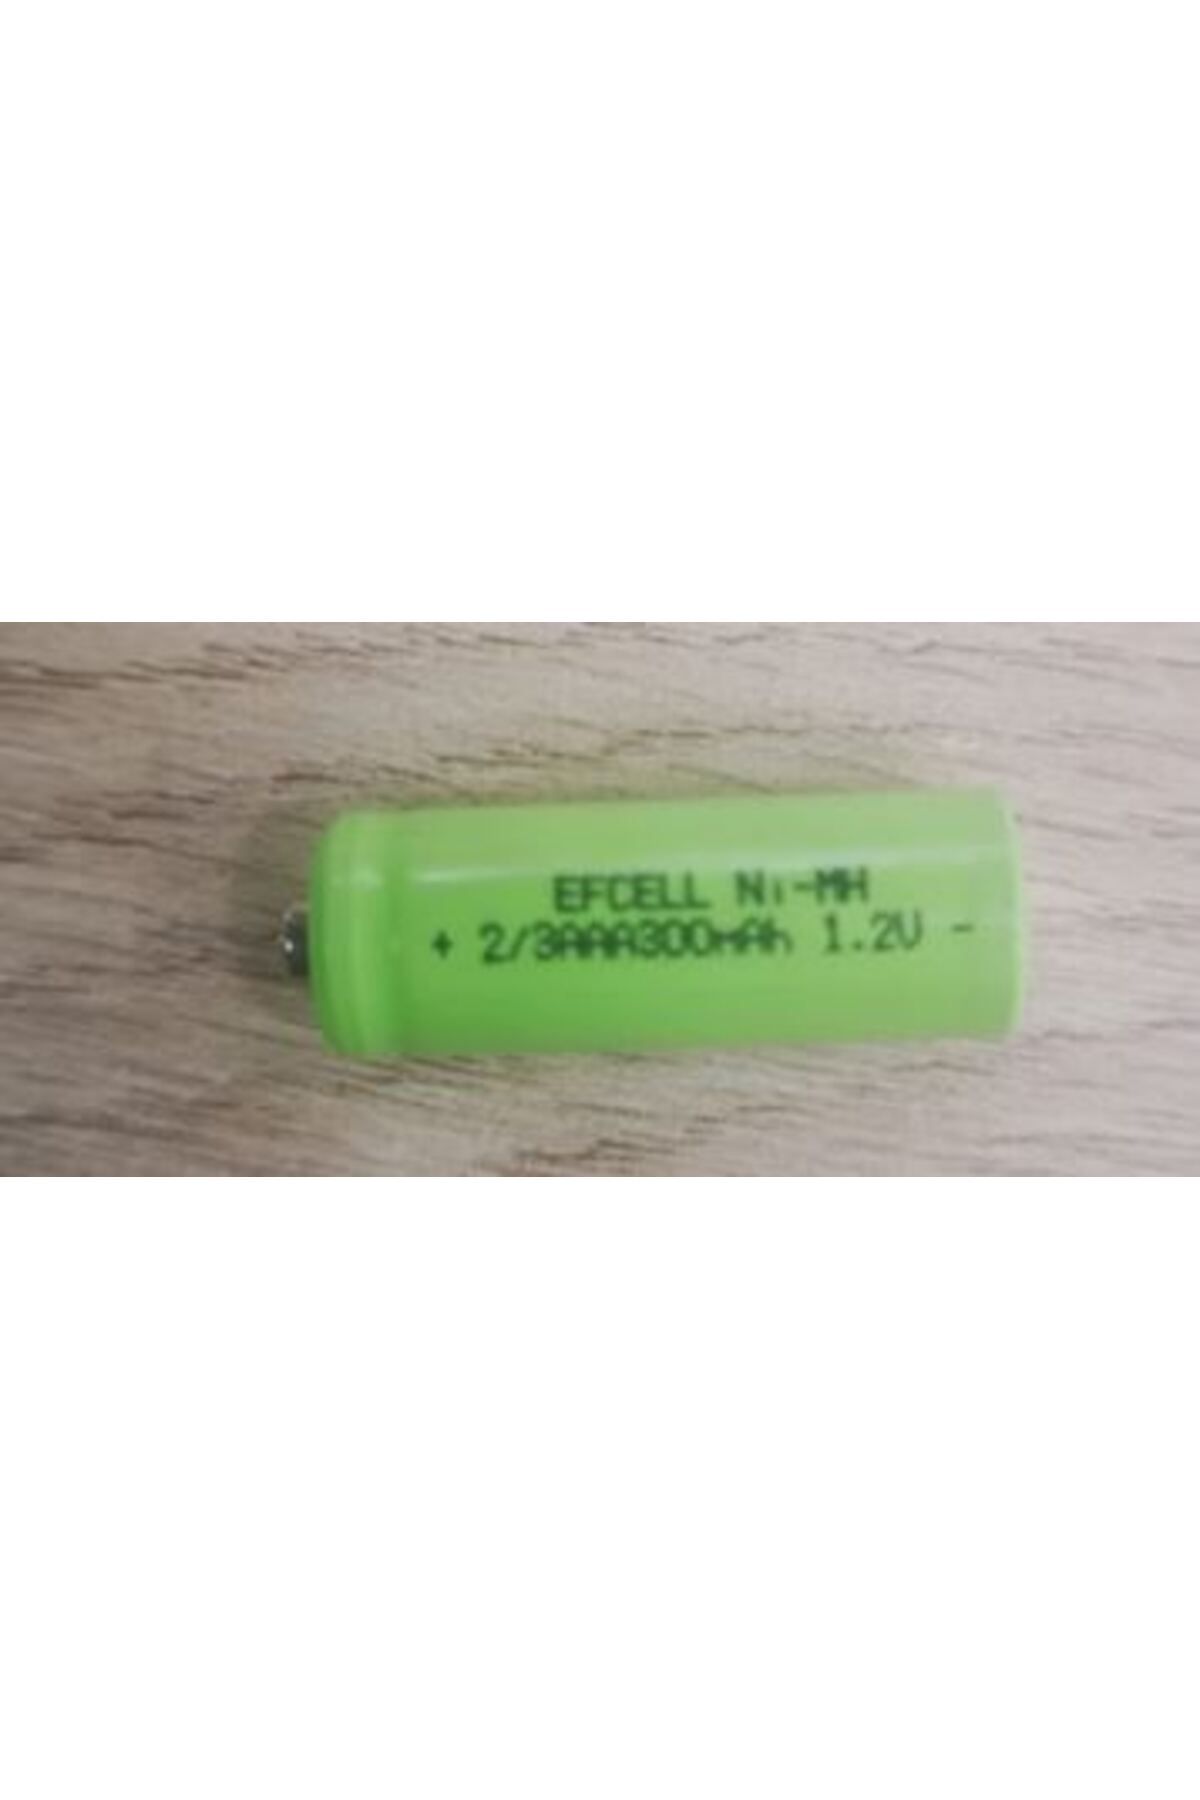 EFCELL Ni-MH
+ 2/3AAA300mAh 1.2V -